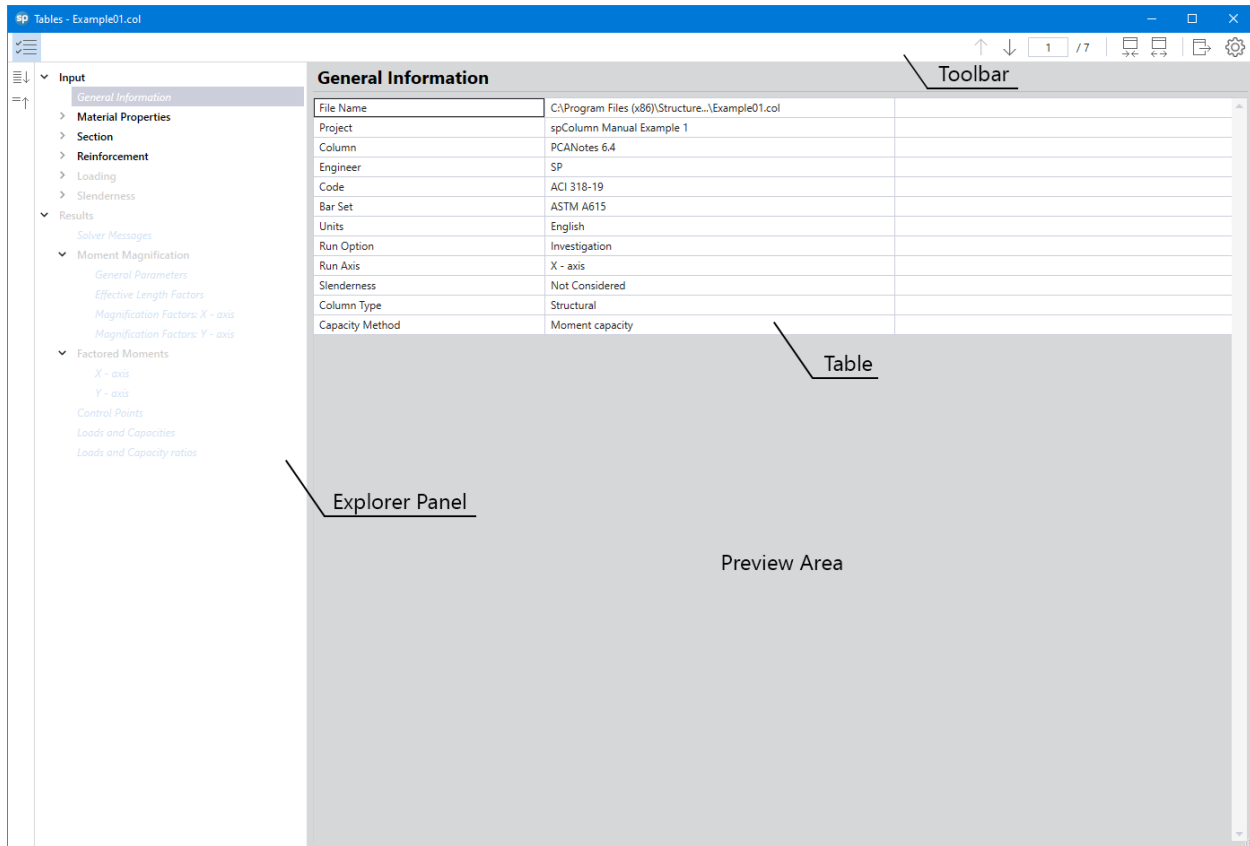 sp Tables - Example01.col
1 / 7
Toolbar
Input
General Information
Material Properties
Section
Reinforcement
Loading
Slenderness
Results
Solver Messages
Moment Magnification
General Parameters
Effective Length Factors
Magnification Factors: X - axis
Magnification Factors: Y - axis
Factored Moments
X - axis
Y - axis
Control Points
Loads and Capacities
Loads and Capacity ratios
Explorer Panel
General Information
File Name C:\Program Files (x86)\Structure...\Example01.col
Project spColumn Manual Example 1
Column PCANotes 6.4
Engineer SP
Code ACI 318-19
Bar Set ASTM A615
Units English
Run Option Investigation
Run Axis X - axis
Slenderness Not Considered
Column Type Structural
Capacity Method Moment capacity
Table
Preview Area